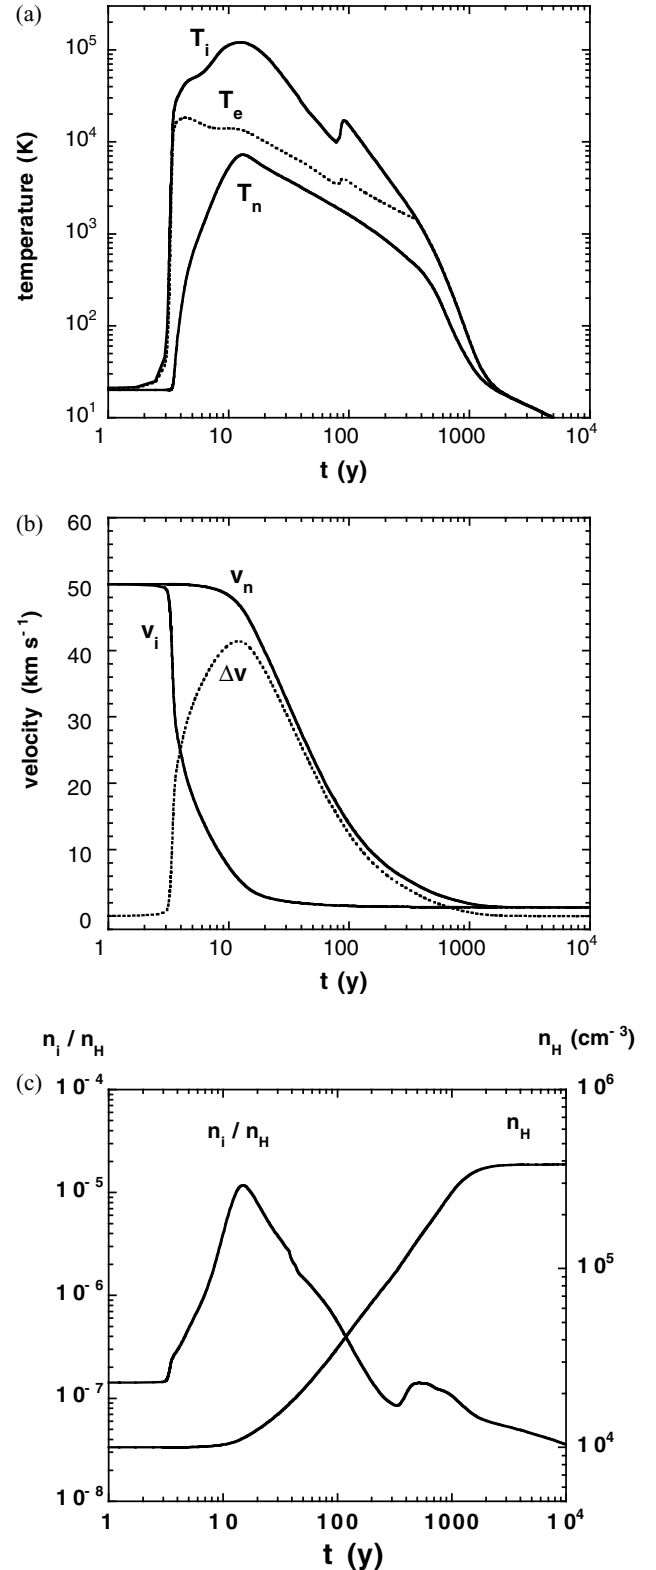 (a)
temperature (K)
10⁵
10⁴
10³
10²
10¹
T_i
T_e
T_n
1 10 100 1000 10⁴
t (y)
(b)
velocity (km s⁻¹)
60
50
40
30
20
10
0
v_n
v_i
Δv
1 10 100 1000 10⁴
t (y)
n_i / n_H
n_H (cm⁻³)
(c)
10⁻⁴
10⁻⁵
10⁻⁶
10⁻⁷
10⁻⁸
n_i / n_H
n_H
10⁶
10⁵
10⁴
1 10 100 1000 10⁴
t (y)